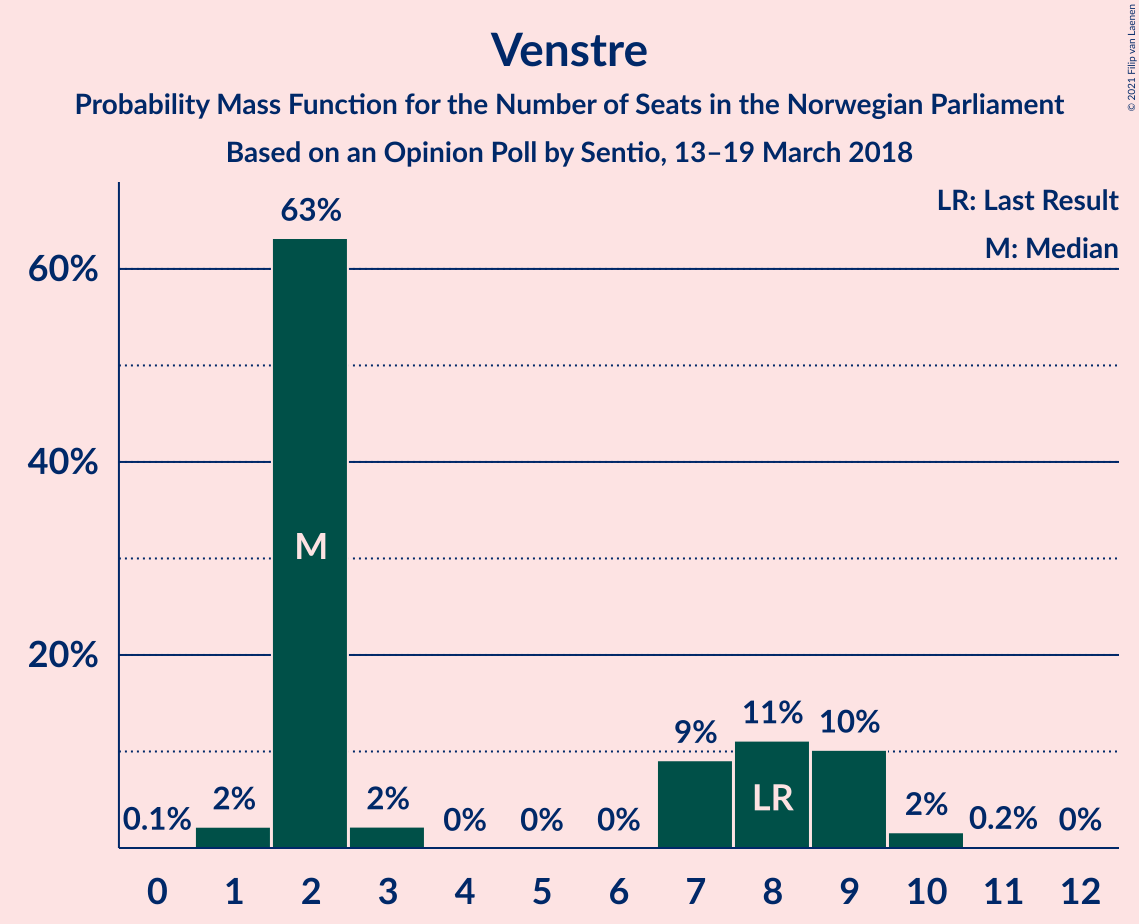 Venstre
Probability Mass Function for the Number of Seats in the Norwegian Parliament
Based on an Opinion Poll by Sentio, 13–19 March 2018
© 2021 Filip van Laenen
LR: Last Result
M: Median
60%
40%
20%
0.1%
2%
63%
2%
0%
0%
0%
9%
11%
10%
2%
0.2%
0%
M
LR
0 1 2 3 4 5 6 7 8 9 10 11 12